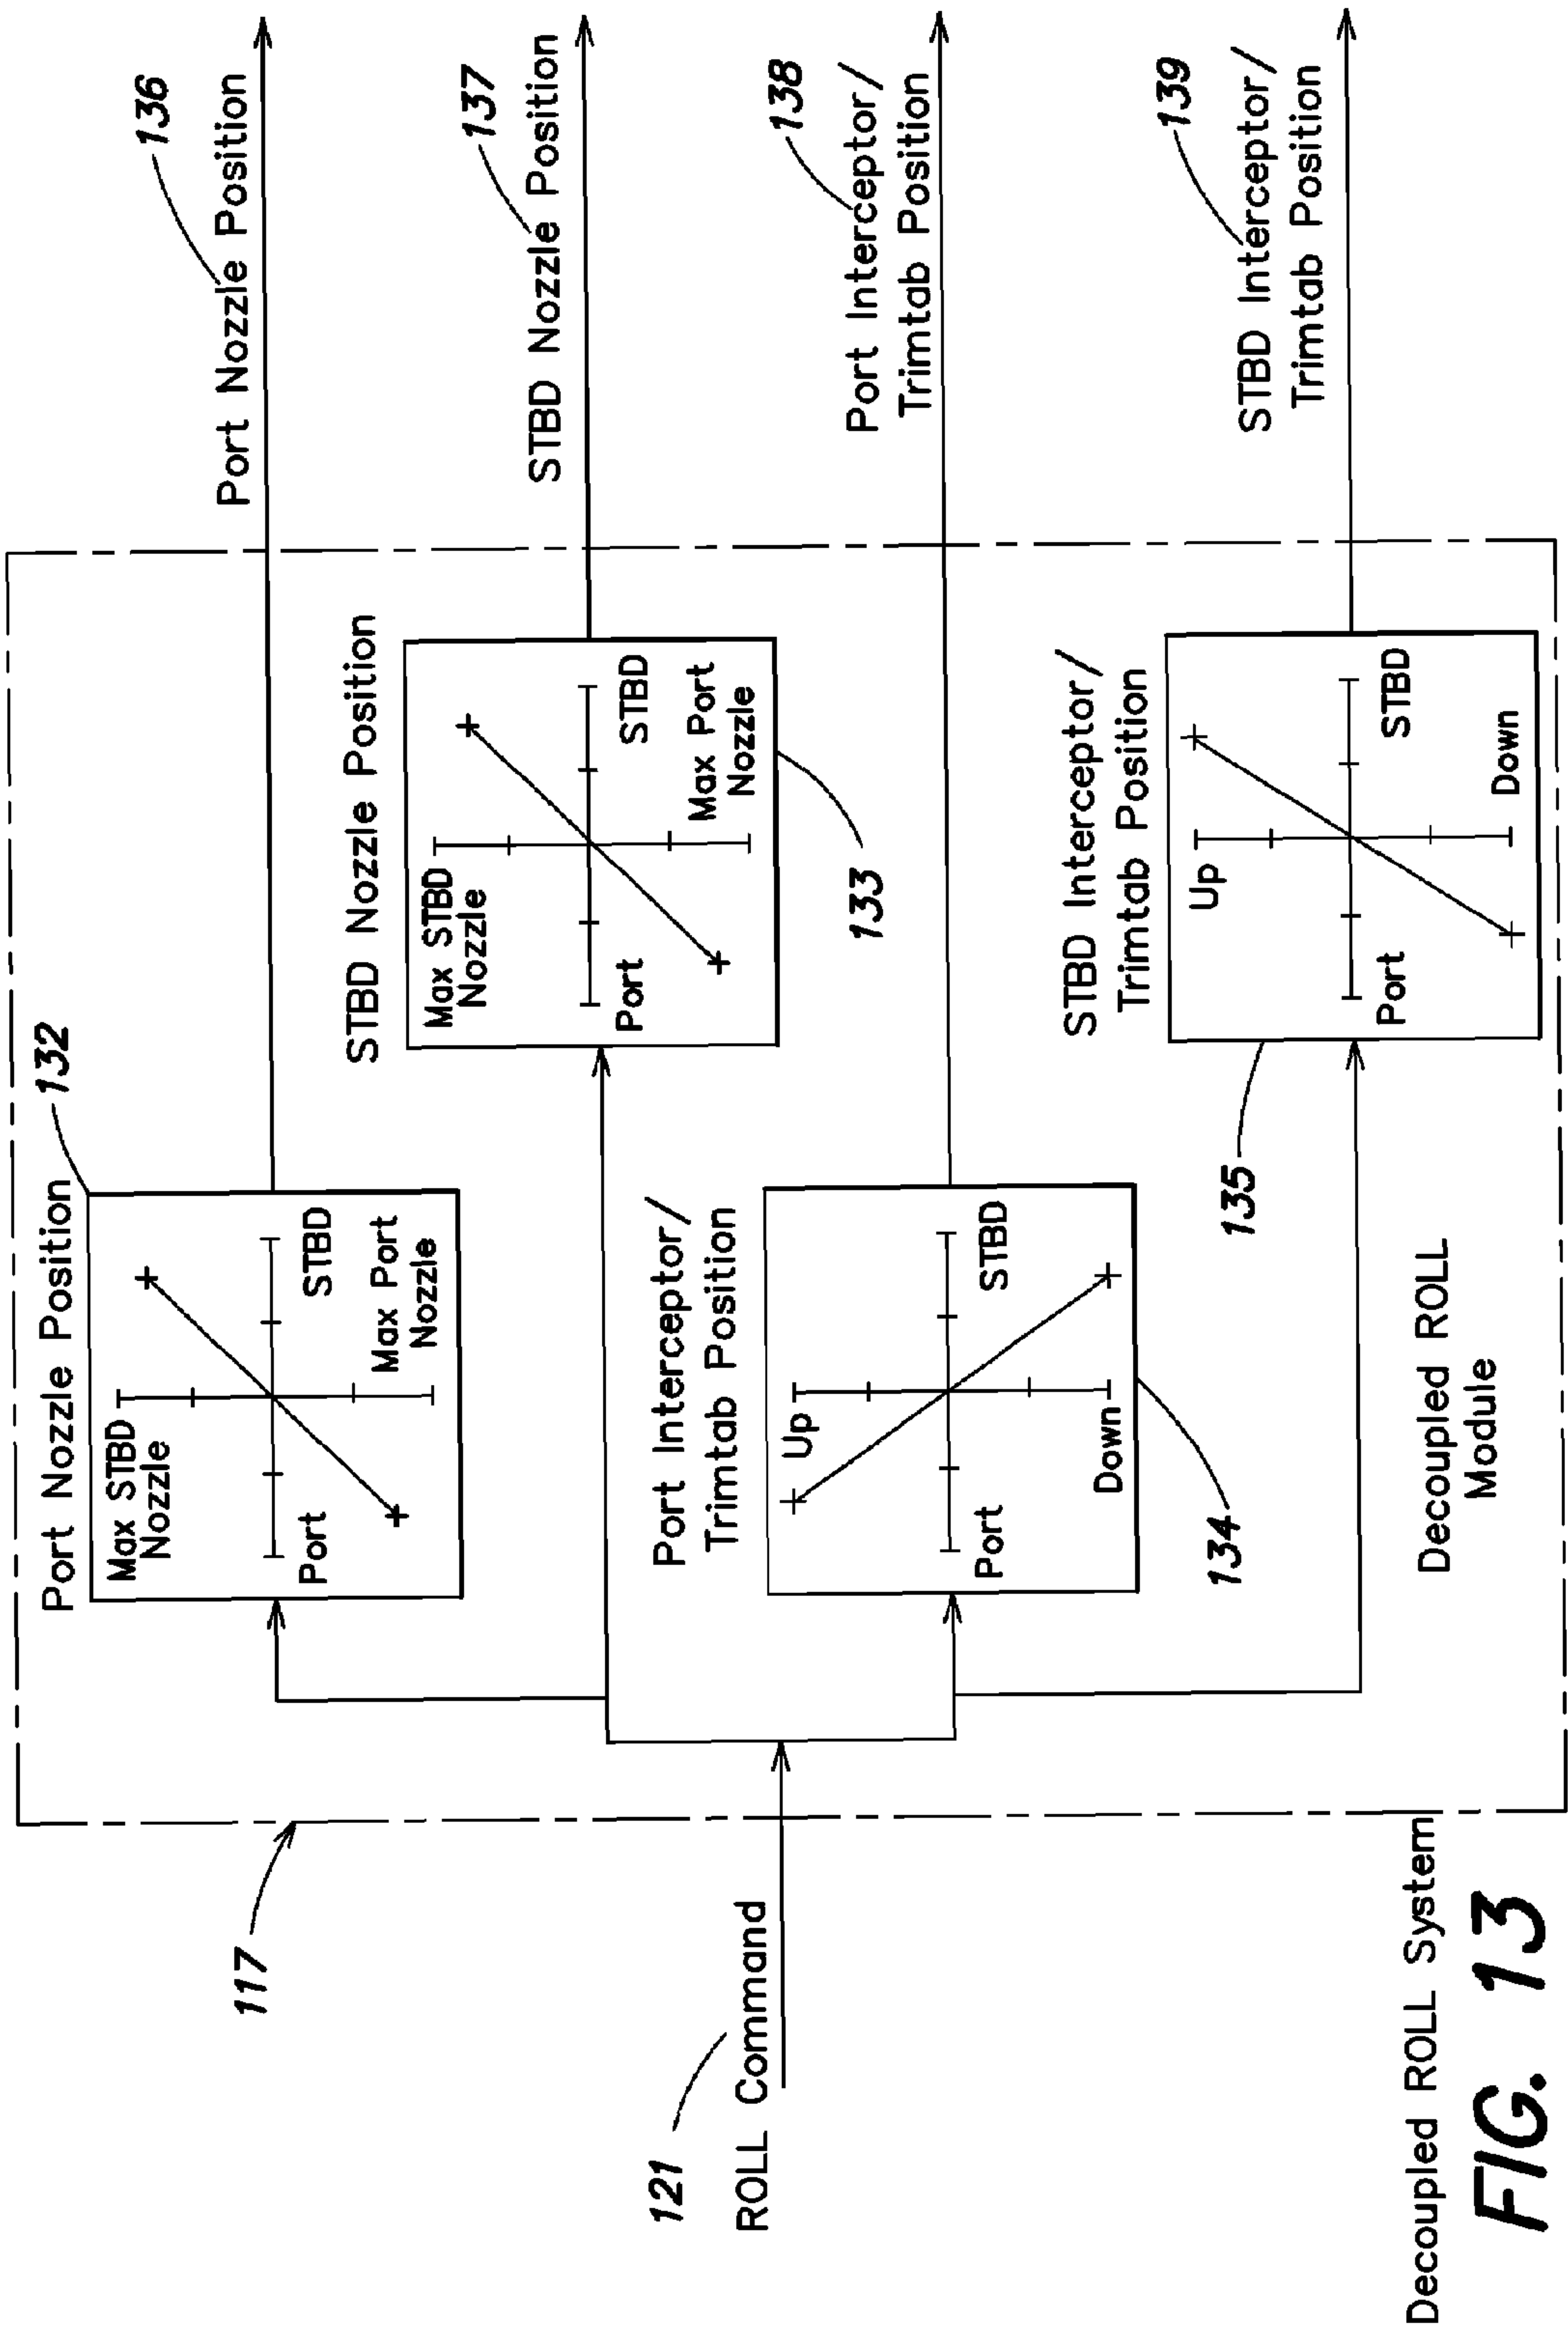 117
121
ROLL Command
132
Port Nozzle Position
Max STBD
Nozzle
Port
STBD
Max Port
Nozzle
STBD Nozzle Position
Max STBD
Nozzle
Port
STBD
Max Port
Nozzle
133
Port Interceptor/
Trimtab Position
Up
Port
STBD
Down
134
STBD Interceptor/
Trimtab Position
Up
Port
STBD
Down
135
Decoupled ROLL
Module
136
Port Nozzle Position
137
STBD Nozzle Position
138
Port Interceptor/
Trimtab Position
139
STBD Interceptor/
Trimtab Position
Decoupled ROLL System
FIG. 13